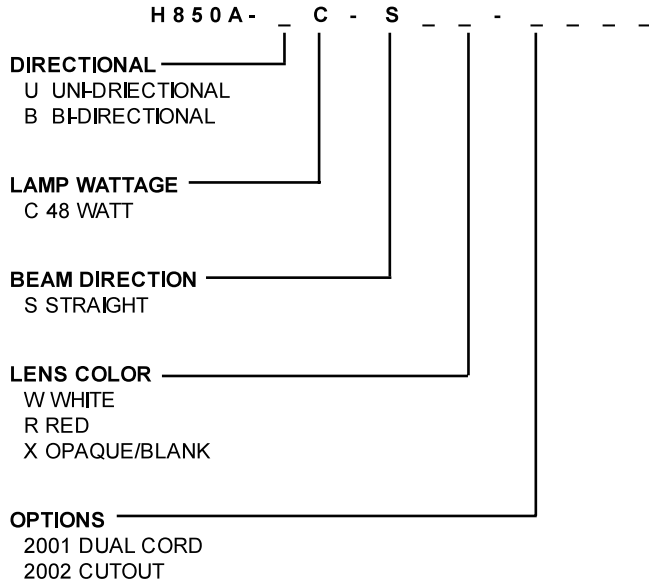 H850A- _ C - S _ _ - _ _ _ _
DIRECTIONAL
U UNI-DRIECTIONAL
B BI-DIRECTIONAL
LAMP WATTAGE
C 48 WATT
BEAM DIRECTION
S STRAIGHT
LENS COLOR
W WHITE
R RED
X OPAQUE/BLANK
OPTIONS
2001 DUAL CORD
2002 CUTOUT